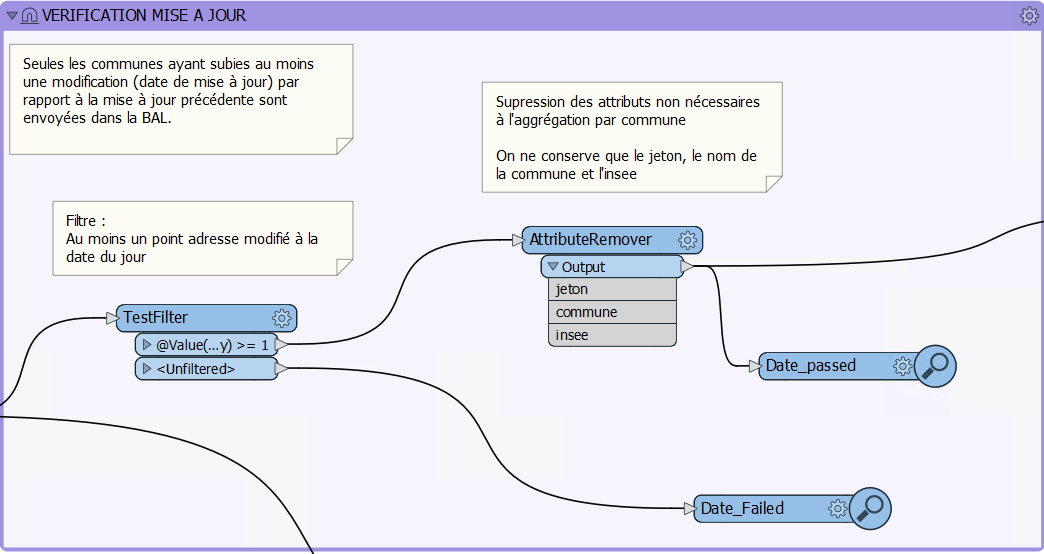 VERIFICATION MISE A JOUR
Seules les communes ayant subies au moins
une modification (date de mise à jour) par
rapport à la mise à jour précédente sont
envoyées dans la BAL.
Supression des attributs non nécessaires
à l'aggrégation par commune
On ne conserve que le jeton, le nom de
la commune et l'insee
Filtre :
Au moins un point adresse modifié à la
date du jour
AttributeRemover
Output
jeton
commune
insee
TestFilter
@Value(...y) >= 1
<Unfiltered>
Date_passed
Date_Failed